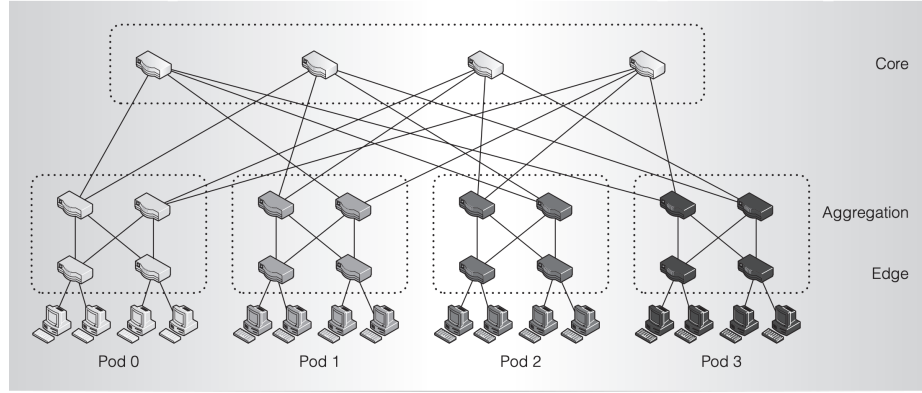 Core
Aggregation
Edge
Pod 0
Pod 1
Pod 2
Pod 3